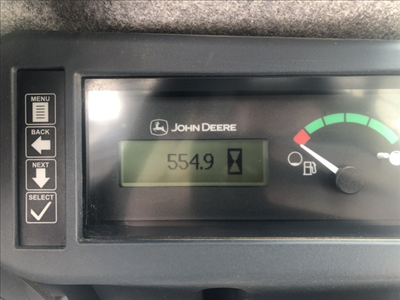 MENU
BACK
NEXT
SELECT
JOHN DEERE
554.9